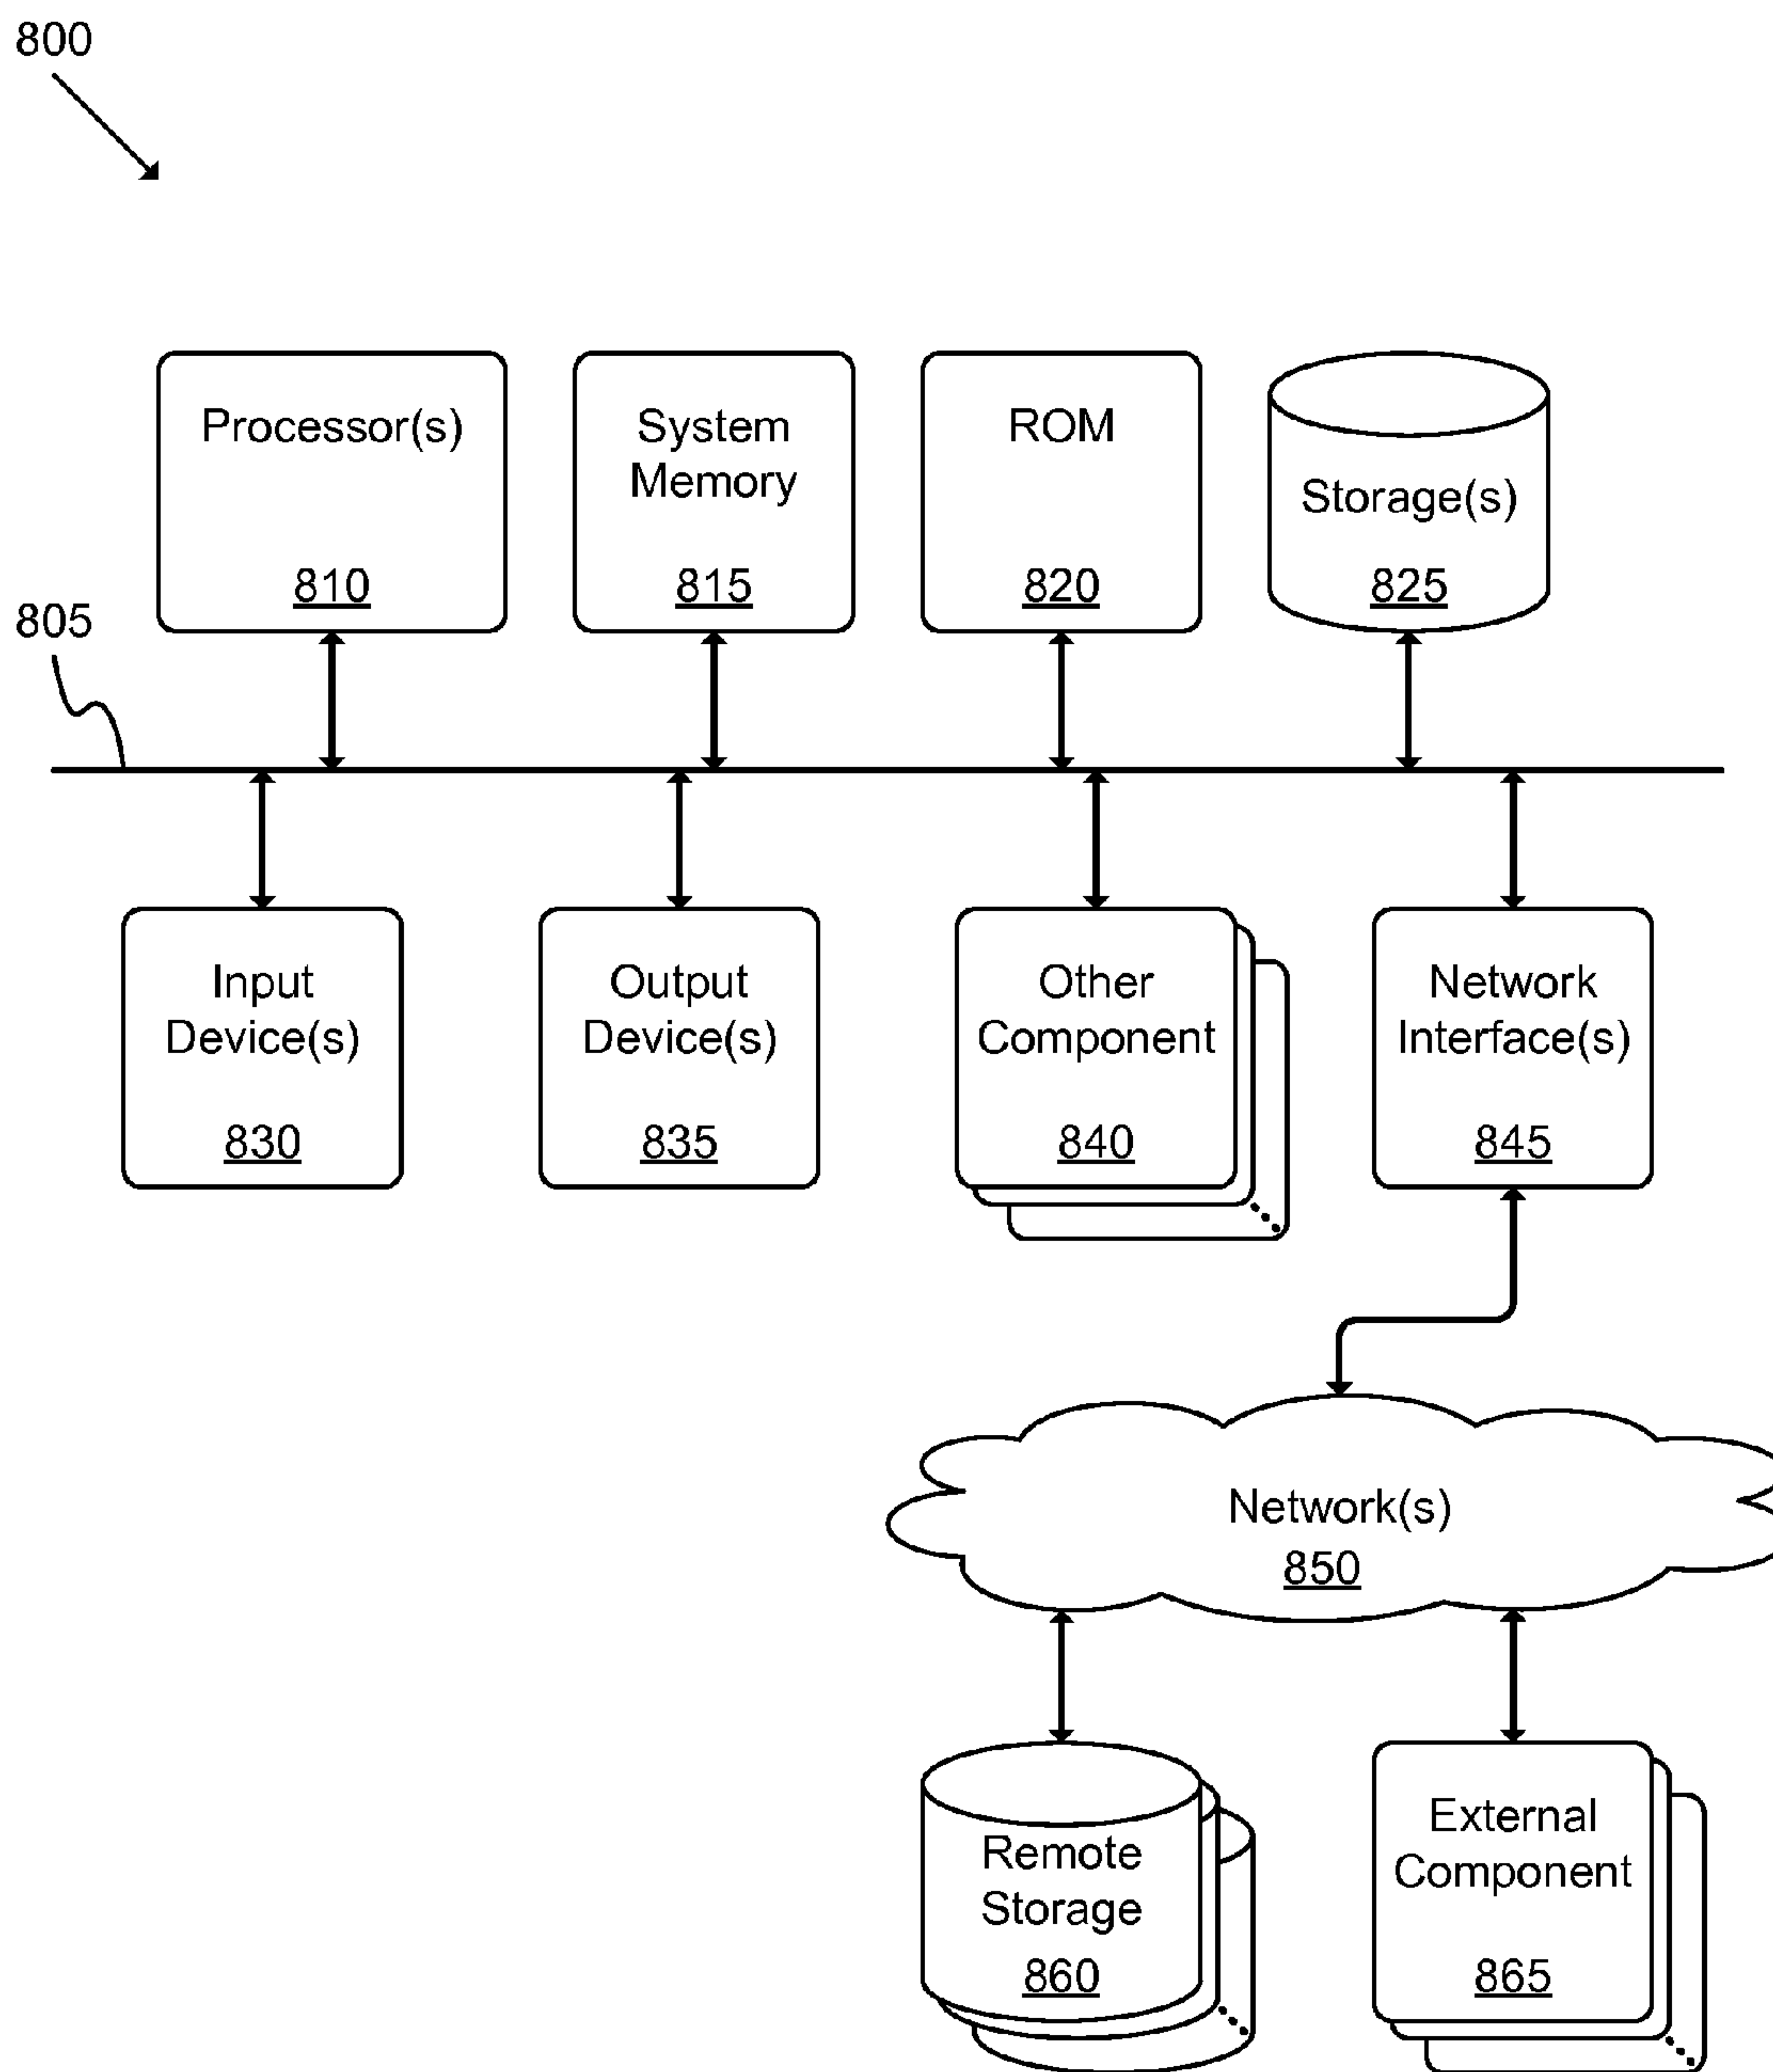 800
Processor(s)
810
System
Memory
815
ROM
820
Storage(s)
825
805
Input
Device(s)
830
Output
Device(s)
835
Other
Component
840
Network
Interface(s)
845
Network(s)
850
Remote
Storage
860
External
Component
865